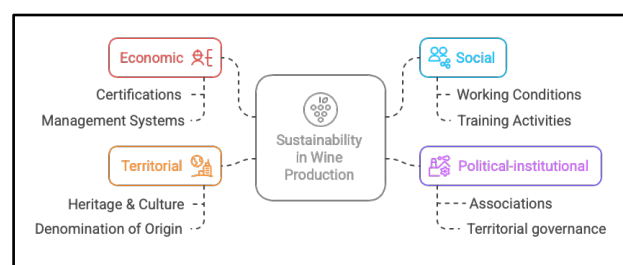 Economic
Certifications
Management Systems
Territorial
Heritage & Culture
Denomination of Origin
Sustainability
in Wine
Production
Social
Working Conditions
Training Activities
Political-institutional
Associations
Territorial governance